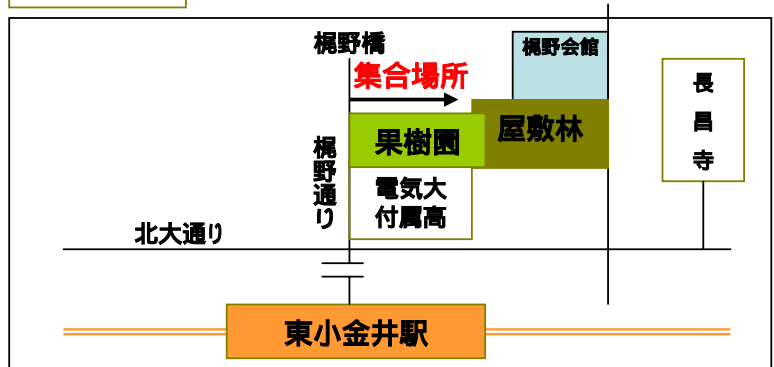 梶野橋
梶野会館
集合場所
長昌寺
果樹園
屋敷林
梶野通り
電気大
付属高
北大通り
東小金井駅